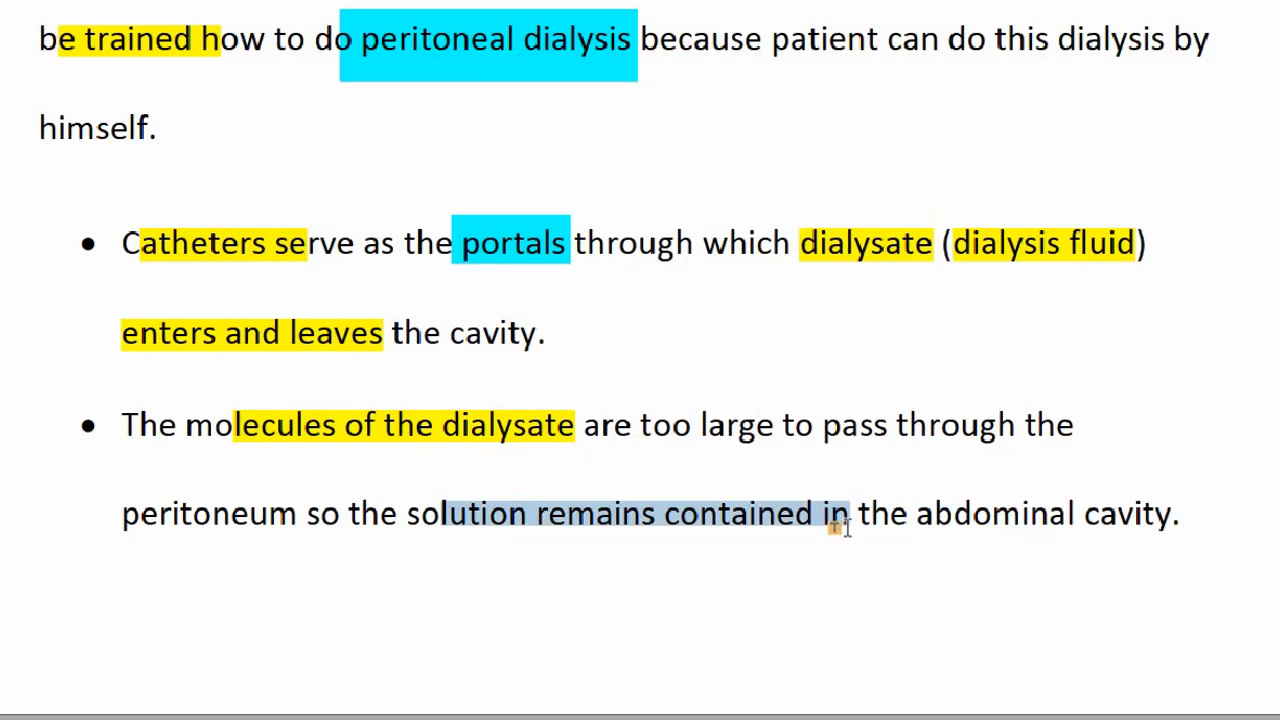 be trained how to do peritoneal dialysis because patient can do this dialysis by
himself.
• Catheters serve as the portals through which dialysate (dialysis fluid)
enters and leaves the cavity.
• The molecules of the dialysate are too large to pass through the
peritoneum so the solution remains contained in the abdominal cavity.